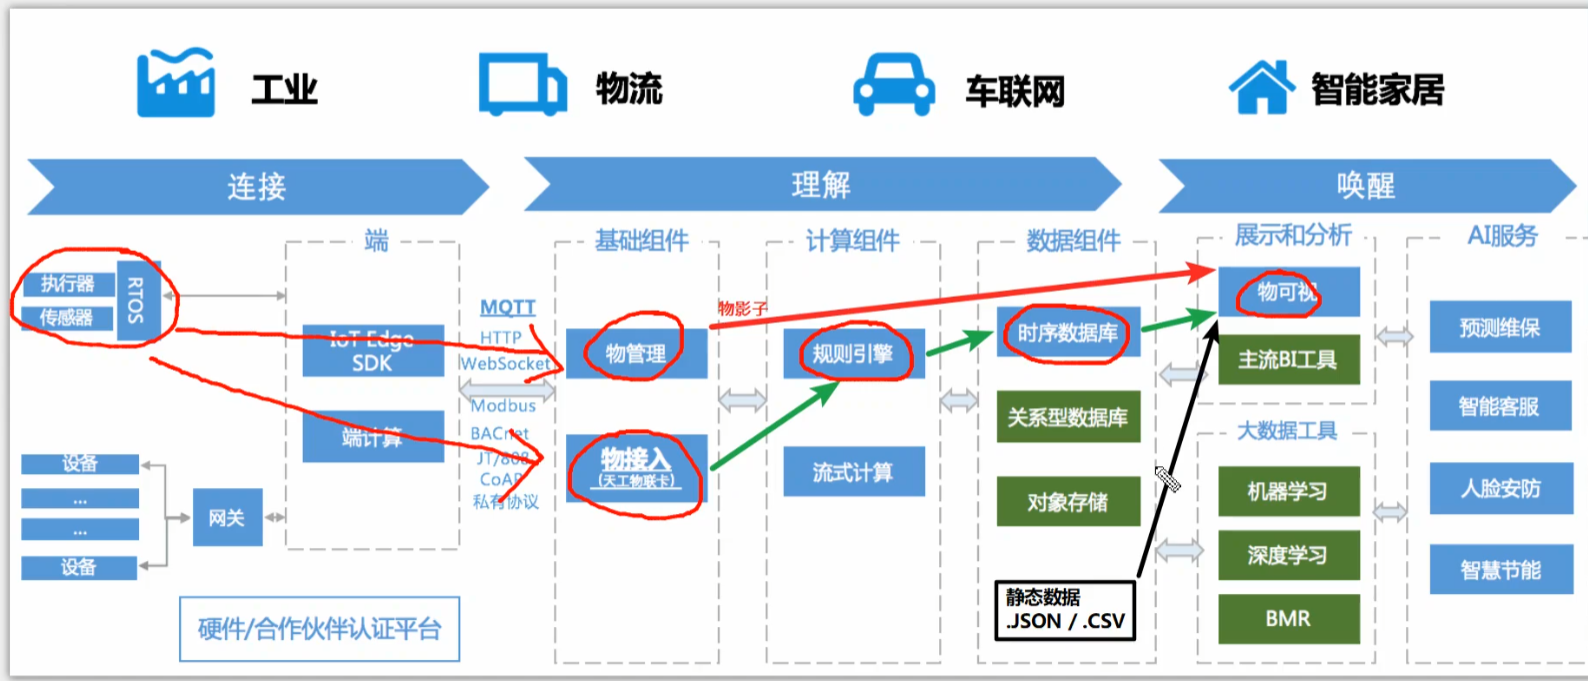 工业
物流
车联网
智能家居
连接
理解
唤醒
执行器
传感器
RTOS
设备
...
...
设备
网关
端
IoT Edge
SDK
端计算
硬件/合作伙伴认证平台
MQTT
HTTP
WebSocket
Modbus
BACnet
JT/808
CoAP
私有协议
基础组件
物管理
物接入
(天工物联卡)
物影子
计算组件
规则引擎
流式计算
数据组件
时序数据库
关系型数据库
对象存储
静态数据
.JSON / .CSV
展示和分析
物可视
主流BI工具
大数据工具
机器学习
深度学习
BMR
AI服务
预测维保
智能客服
人脸安防
智慧节能